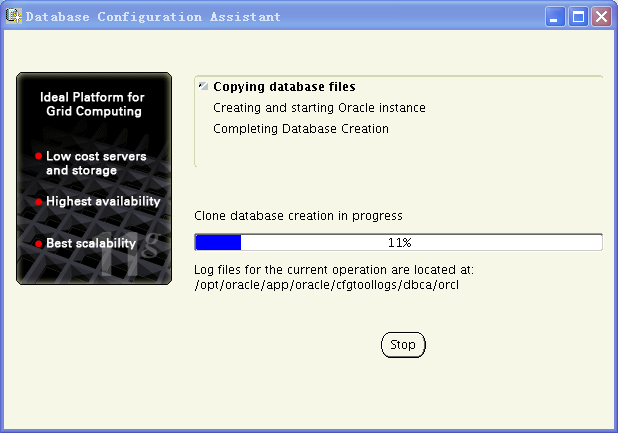 Database Configuration Assistant
Ideal Platform for
Grid Computing
Low cost servers
and storage
Highest availability
Best scalability
11g
Copying database files
Creating and starting Oracle instance
Completing Database Creation
Clone database creation in progress
11%
Log files for the current operation are located at:
/opt/oracle/app/oracle/cfgtoollogs/dbca/orcl
Stop